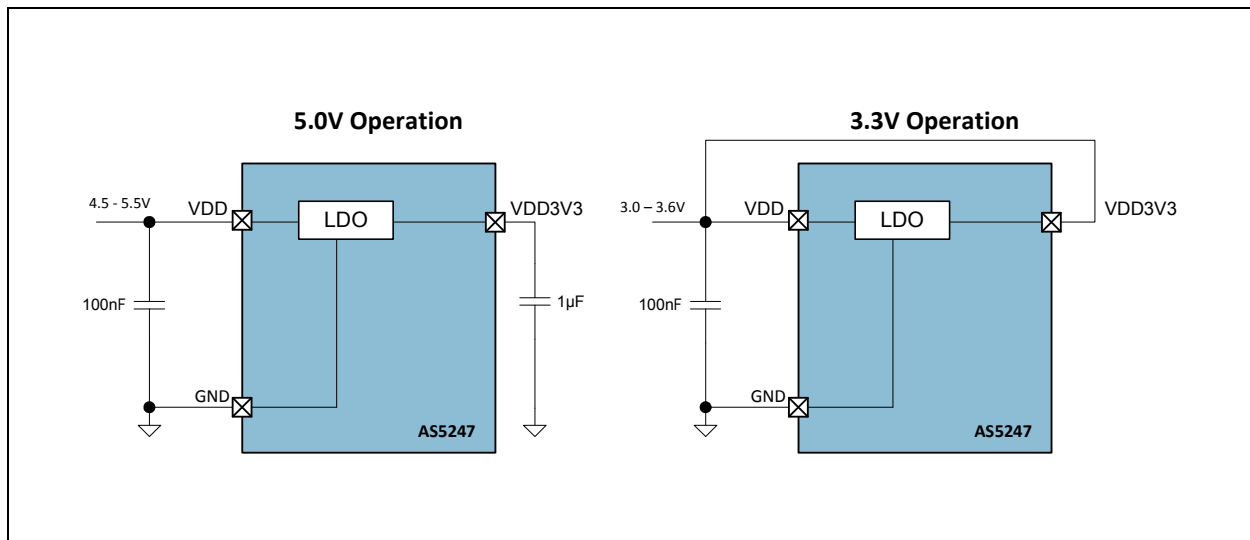 5.0V Operation
4.5 - 5.5V
VDD
LDO
VDD3V3
100nF
1µF
GND
AS5247
3.3V Operation
3.0 – 3.6V
VDD
LDO
VDD3V3
100nF
GND
AS5247